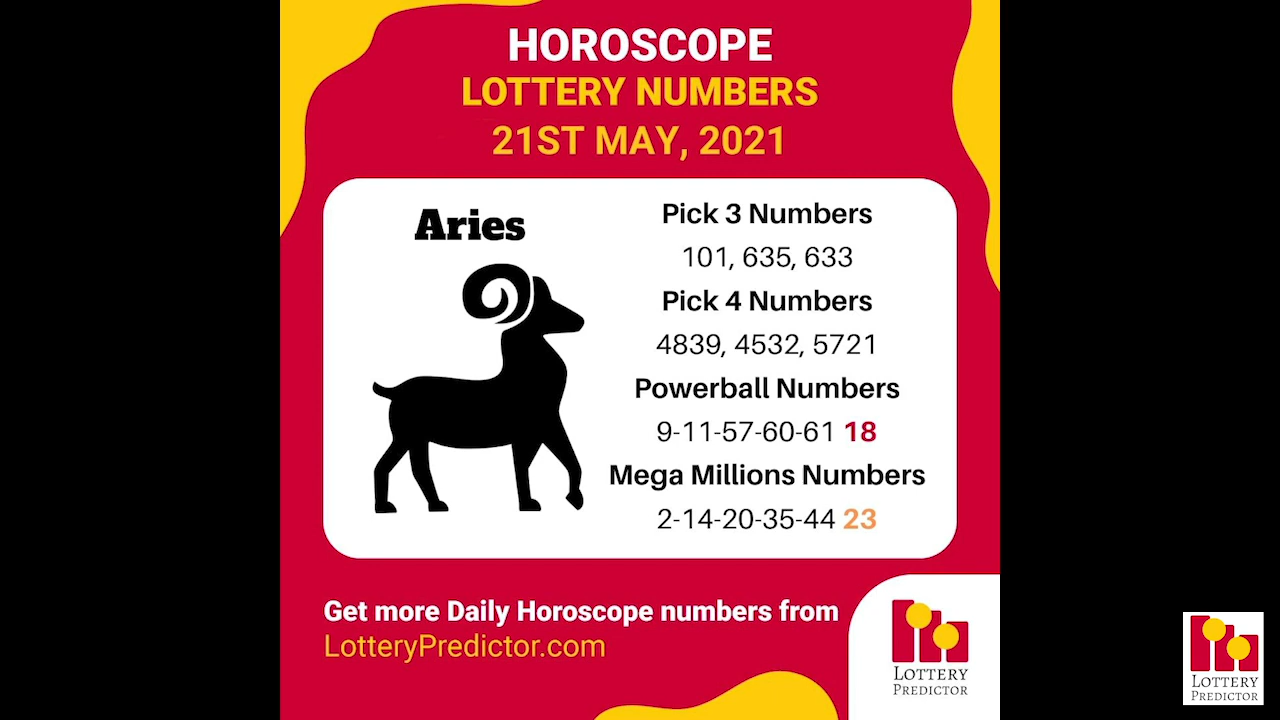 HOROSCOPE
LOTTERY NUMBERS
21ST MAY, 2021
Aries
Pick 3 Numbers
101, 635, 633
Pick 4 Numbers
4839, 4532, 5721
Powerball Numbers
9-11-57-60-61 18
Mega Millions Numbers
2-14-20-35-44 23
Get more Daily Horoscope numbers from
LotteryPredictor.com
LOTTERY
PREDICTOR
LOTTERY
PREDICTOR